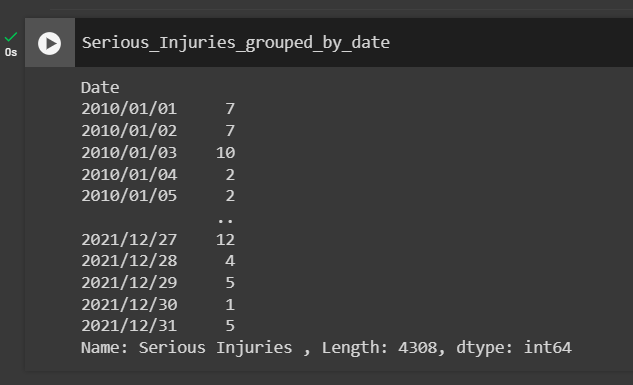 Serious_Injuries_grouped_by_date
0s
Date
2010/01/01     7
2010/01/02     7
2010/01/03    10
2010/01/04     2
2010/01/05     2
              ..
2021/12/27    12
2021/12/28     4
2021/12/29     5
2021/12/30     1
2021/12/31     5
Name: Serious Injuries , Length: 4308, dtype: int64